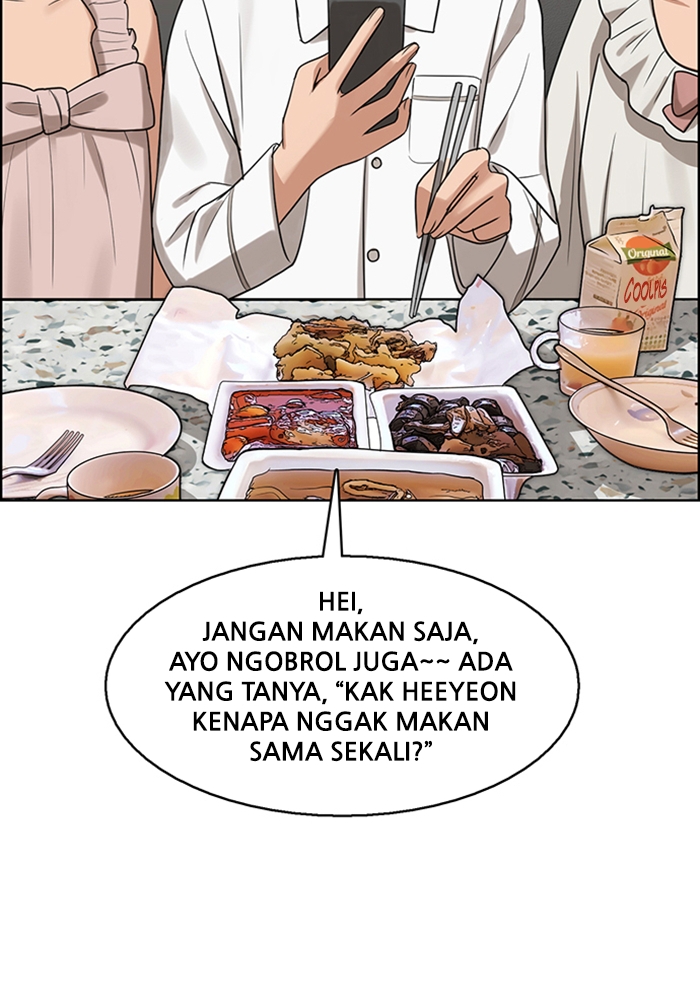 Original
COOLPIS
HEI,
JANGAN MAKAN SAJA,
AYO NGOBROL JUGA~~ ADA
YANG TANYA, “KAK HEEYEON
KENAPA NGGAK MAKAN
SAMA SEKALI?”